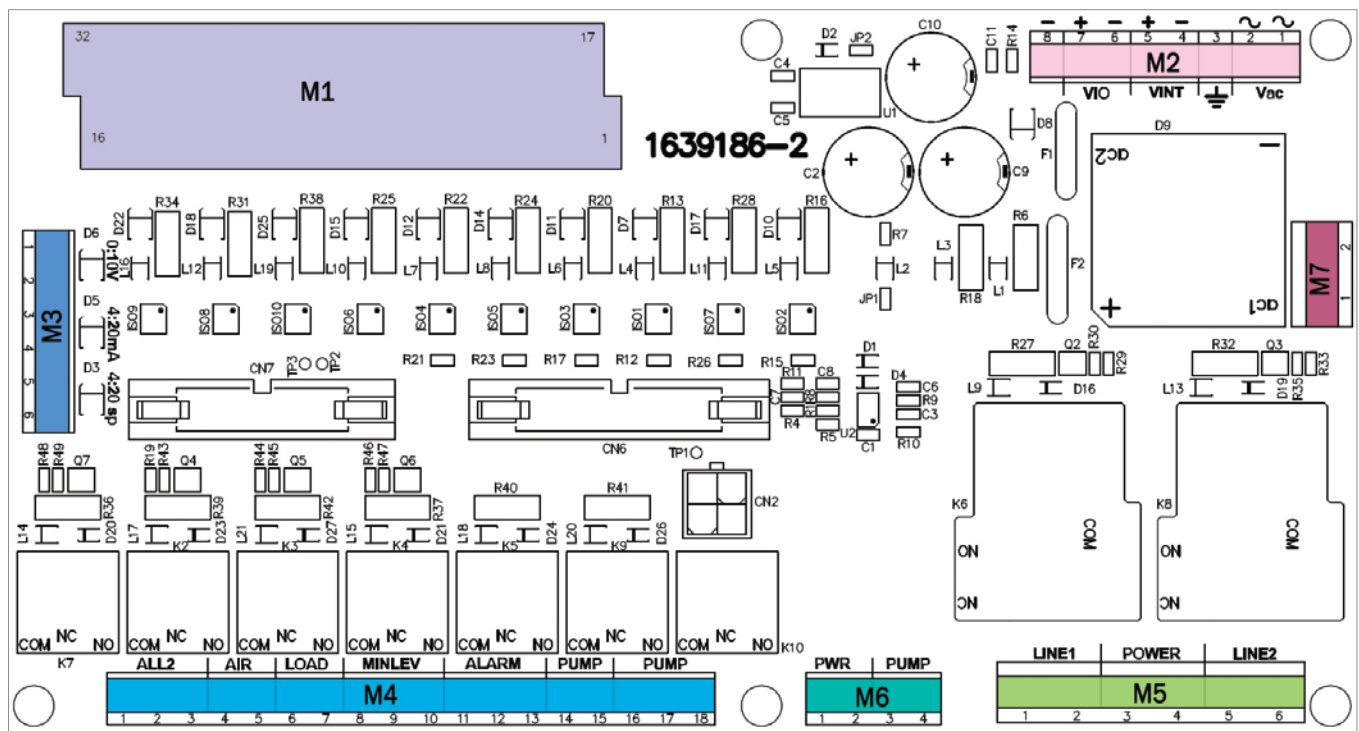 32 17
M1
16 1
1639186-2
D2 JP2 C10 C11 R14
C4
C5
U1
+
C2 +
C9 +
− + − + −
8 7 6 5 4 3 2 1
M2
VIO VINT Vac
D8 F1 D9
ac2 −
+ ac1
F2
M7
2
1
D22 R34 D18 R31 D25 R38 D15 R25 D12 R22 D14 R24 D11 R20 D7 R13 D17 R28 D10 R16
L16 L12 L19 L10 L7 L8 L6 L4 L11 L5
R7
L2
JP1
L3 R18 L1 R6
M3
1
2
3
4
5
6
D6 0:10V
D5 4:20mA
D3 4:20 sp
ISO9 ISO8 ISO10 ISO6 ISO4 ISO5 ISO3 ISO1 ISO7 ISO2
R21 R23 R17 R12 R26 R15
CN7 TP3 TP2
CN6
TP1
R11 C8
C7
R4 R5
D1
U2 C1
D4
C6
R9
C3
R10
R27 Q2 R30 R29
L9 D16
R32 Q3 R35 R33
L13 D19
R48 R49 Q7 R19 R43 Q4 R44 R45 Q5 R46 R47 Q6
R36 R39 R42 R37 R40 R41
CN2
L14 D20 L17 D23 L21 D27 L15 D21 L18 D24 L20 D26
K2 K3 K4 K5 K9
COM NC NO COM NC NO COM NC NO COM NC NO COM NC NO COM NC NO COM NC NO
K7 K10
K6 K8
NO COM NO COM
NC NC
ALL2 AIR LOAD MINLEV ALARM PUMP PUMP
M4
1 2 3 4 5 6 7 8 9 10 11 12 13 14 15 16 17 18
PWR PUMP
M6
1 2 3 4
LINE1 POWER LINE2
M5
1 2 3 4 5 6